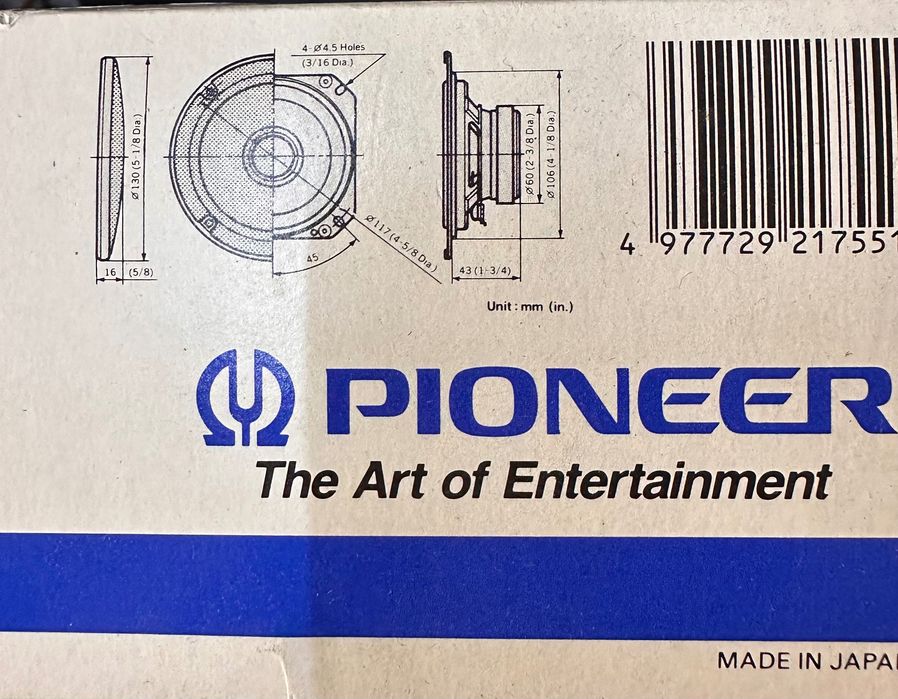 4-Ø4.5 Holes
(3/16 Dia.)
Ø130 (5-1/8 Dia.)
Ø117 (4-5/8 Dia.)
45
16 (5/8)
Ø60 (2-3/8 Dia.)
Ø106 (4-1/8 Dia.)
43 (1-3/4)
Unit : mm (in.)
4 977729 217551
PIONEER
The Art of Entertainment
MADE IN JAPA